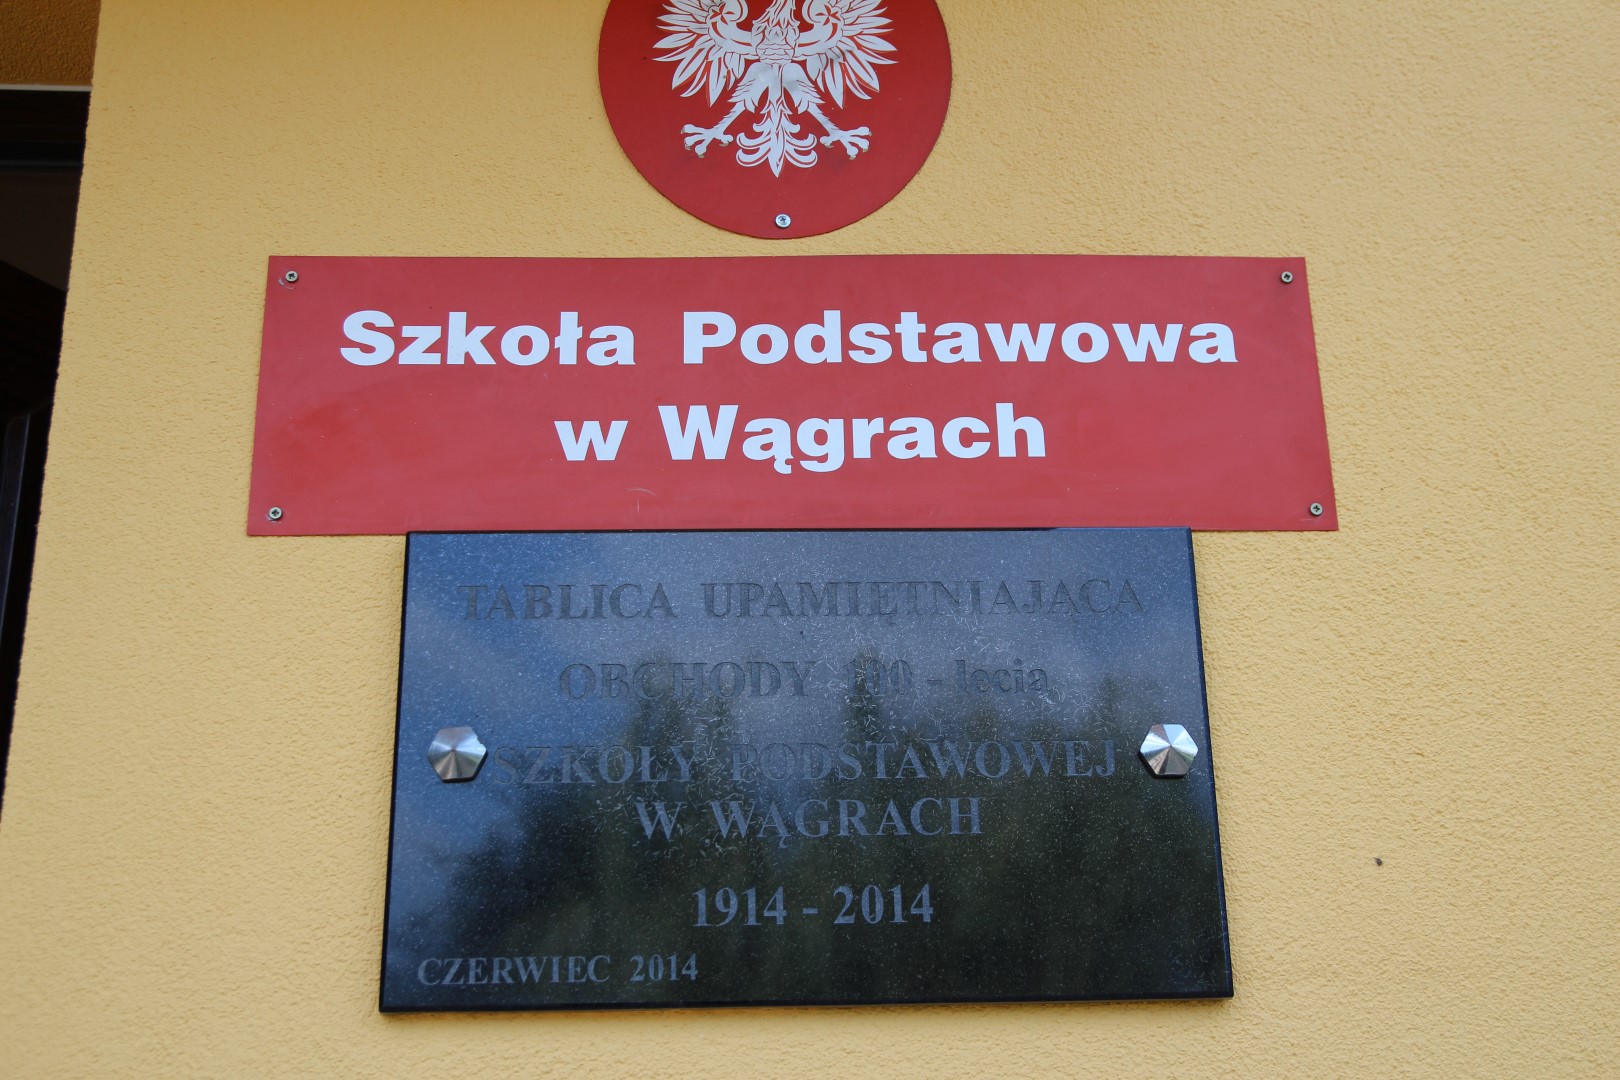 Szkoła Podstawowa
w Wągrach
TABLICA UPAMIĘTNIAJĄCA
OBCHODY 100 - lecia
SZKOŁY PODSTAWOWEJ
W WĄGRACH
1914 - 2014
CZERWIEC 2014